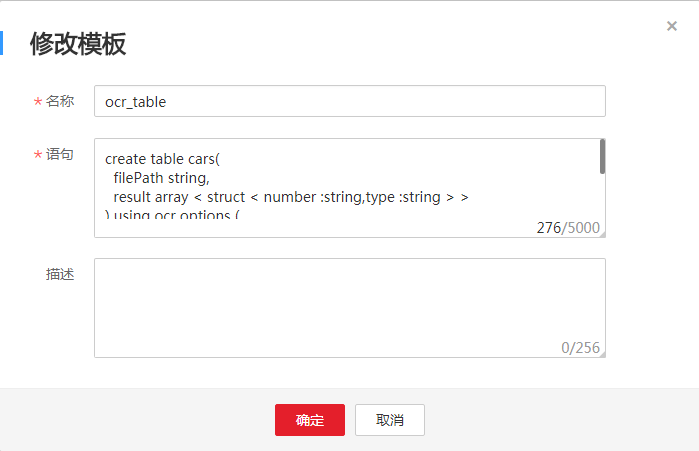 修改模板
×
* 名称
ocr_table
* 语句
create table cars(
filePath string,
result array < struct < number :string,type :string > >
) using ocr options (
276/5000
描述
0/256
确定
取消